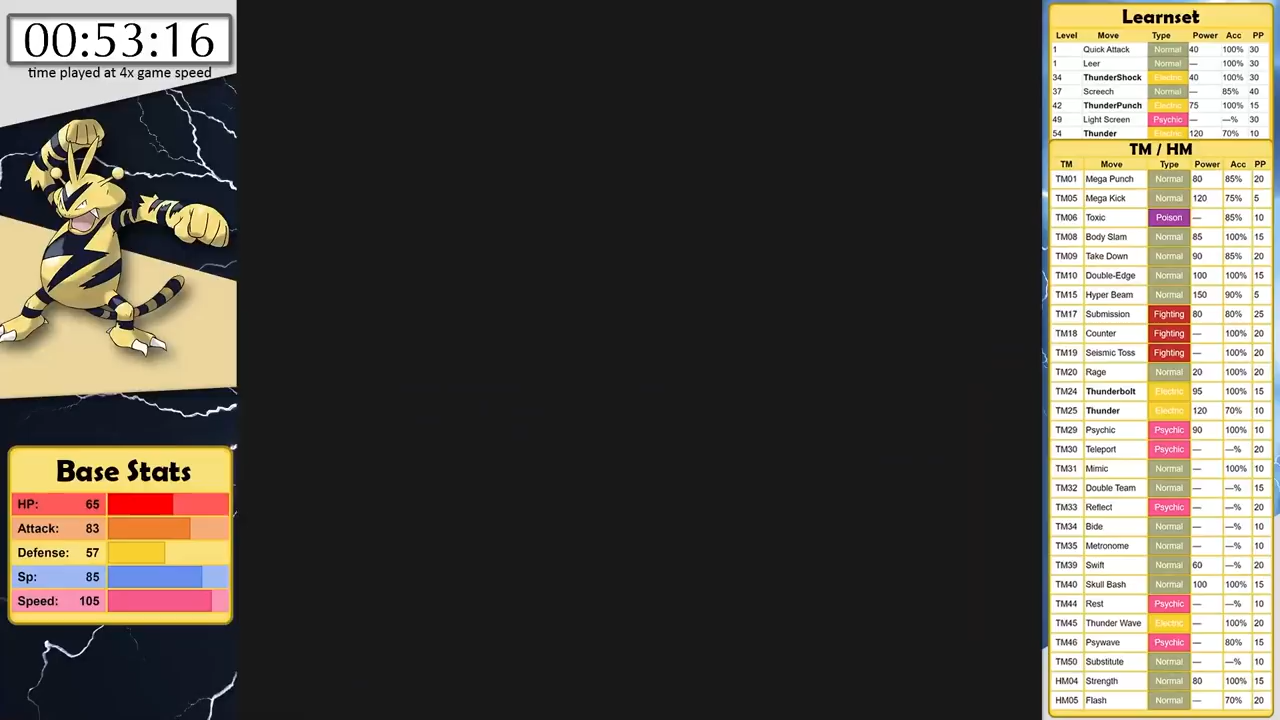 00:53:16
time played at 4x game speed
Base Stats
HP: 65
Attack: 83
Defense: 57
Sp: 85
Speed: 105
Learnset
Level Move Type Power Acc PP
1 Quick Attack Normal 40 100% 30
1 Leer Normal — 100% 30
34 ThunderShock Electric 40 100% 30
37 Screech Normal — 85% 40
42 ThunderPunch Electric 75 100% 15
49 Light Screen Psychic — —% 30
54 Thunder Electric 120 70% 10
TM / HM
TM Move Type Power Acc PP
TM01 Mega Punch Normal 80 85% 20
TM05 Mega Kick Normal 120 75% 5
TM06 Toxic Poison — 85% 10
TM08 Body Slam Normal 85 100% 15
TM09 Take Down Normal 90 85% 20
TM10 Double-Edge Normal 100 100% 15
TM15 Hyper Beam Normal 150 90% 5
TM17 Submission Fighting 80 80% 25
TM18 Counter Fighting — 100% 20
TM19 Seismic Toss Fighting — 100% 20
TM20 Rage Normal 20 100% 20
TM24 Thunderbolt Electric 95 100% 15
TM25 Thunder Electric 120 70% 10
TM29 Psychic Psychic 90 100% 10
TM30 Teleport Psychic — —% 20
TM31 Mimic Normal — 100% 10
TM32 Double Team Normal — —% 15
TM33 Reflect Psychic — —% 20
TM34 Bide Normal — —% 10
TM35 Metronome Normal — —% 10
TM39 Swift Normal 60 —% 20
TM40 Skull Bash Normal 100 100% 15
TM44 Rest Psychic — —% 10
TM45 Thunder Wave Electric — 100% 20
TM46 Psywave Psychic — 80% 15
TM50 Substitute Normal — —% 10
HM04 Strength Normal 80 100% 15
HM05 Flash Normal — 70% 20